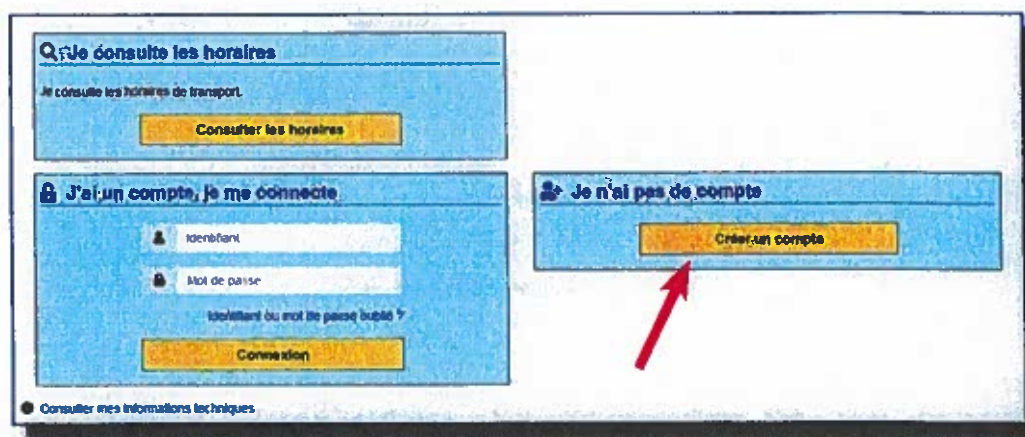 Je consulte les horaires
Je consulte les horaires de transport.
Consulter les horaires
J'ai un compte, je me connecte
Identifiant
Mot de passe
Identifiant ou mot de passe oublié ?
Connexion
Je n'ai pas de compte
Créer un compte
Consulter mes informations techniques